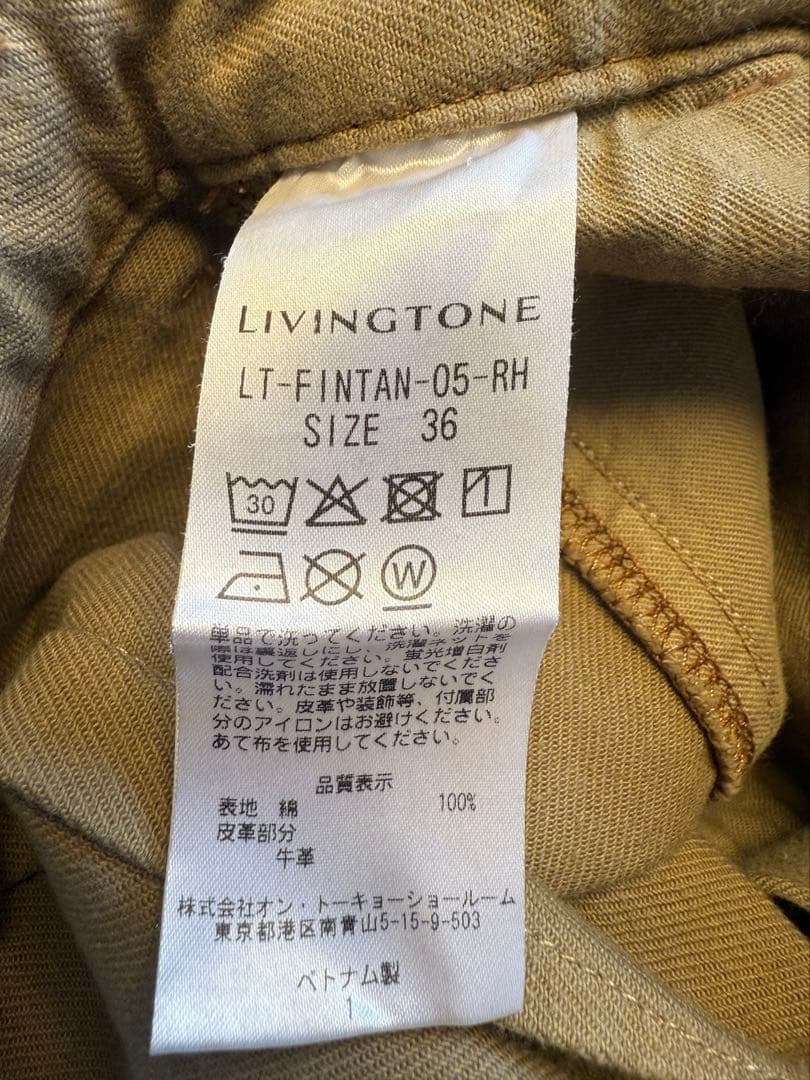 LIVINGTONE
LT-FINTAN-05-RH
SIZE 36
30
W
単品で洗ってください。洗濯の
際は裏返しにし、洗濯ネットを
使用してください。蛍光増白剤
配合洗剤は使用しないでくださ
い。濡れたまま放置しないでく
ださい。皮革や装飾等、付属部
分のアイロンはお避けください。
あて布を使用してください。
品質表示
表地 綿 100%
皮革部分
牛革
株式会社オン・トーキョーショールーム
東京都港区南青山5-15-9-503
ベトナム製
1